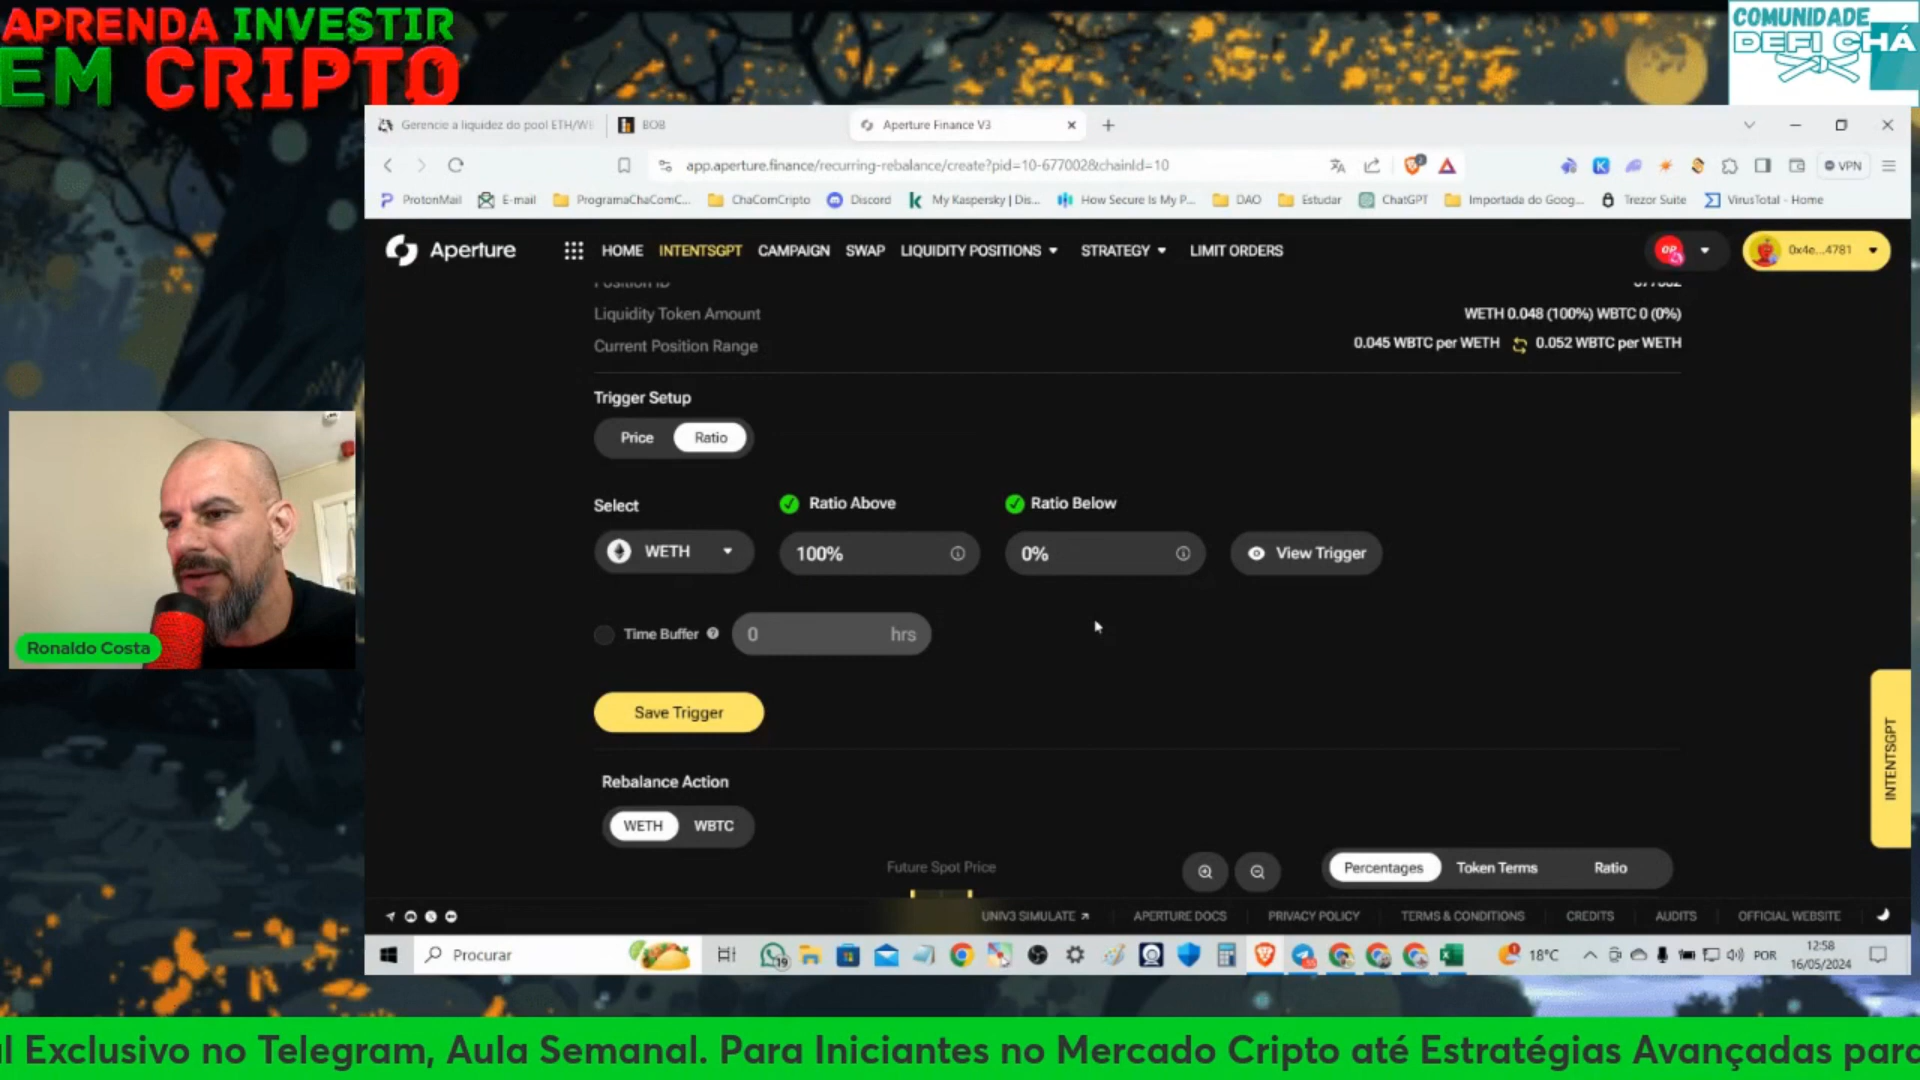 APRENDA INVESTIR
EM CRIPTO
COMUNIDADE
DEFI CHÁ
Gerencie a liquidez do pool ETH/WB
BOB
Aperture Finance V3
app.aperture.finance/recurring-rebalance/create?pid=10-677002&chainId=10
VPN
ProtonMail
E-mail
ProgramaChaComC...
ChaComCripto
Discord
My Kaspersky | Dis...
How Secure Is My P...
DAO
Estudar
ChatGPT
Importada do Goog...
Trezor Suite
VirusTotal - Home
Aperture
HOME
INTENTSGPT
CAMPAIGN
SWAP
LIQUIDITY POSITIONS
STRATEGY
LIMIT ORDERS
OP
0x4e...4781
Position ID
677002
Liquidity Token Amount
WETH 0.048 (100%) WBTC 0 (0%)
Current Position Range
0.045 WBTC per WETH
0.052 WBTC per WETH
Trigger Setup
Price
Ratio
Select
Ratio Above
Ratio Below
WETH
100%
0%
View Trigger
Time Buffer
0
hrs
Save Trigger
Rebalance Action
WETH
WBTC
Future Spot Price
Percentages
Token Terms
Ratio
INTENTSGPT
Ronaldo Costa
UNIV3 SIMULATE
APERTURE DOCS
PRIVACY POLICY
TERMS & CONDITIONS
CREDITS
AUDITS
OFFICIAL WEBSITE
Procurar
19
18°C
POR
12:58
16/05/2024
l Exclusivo no Telegram, Aula Semanal. Para Iniciantes no Mercado Cripto até Estratégias Avançadas para